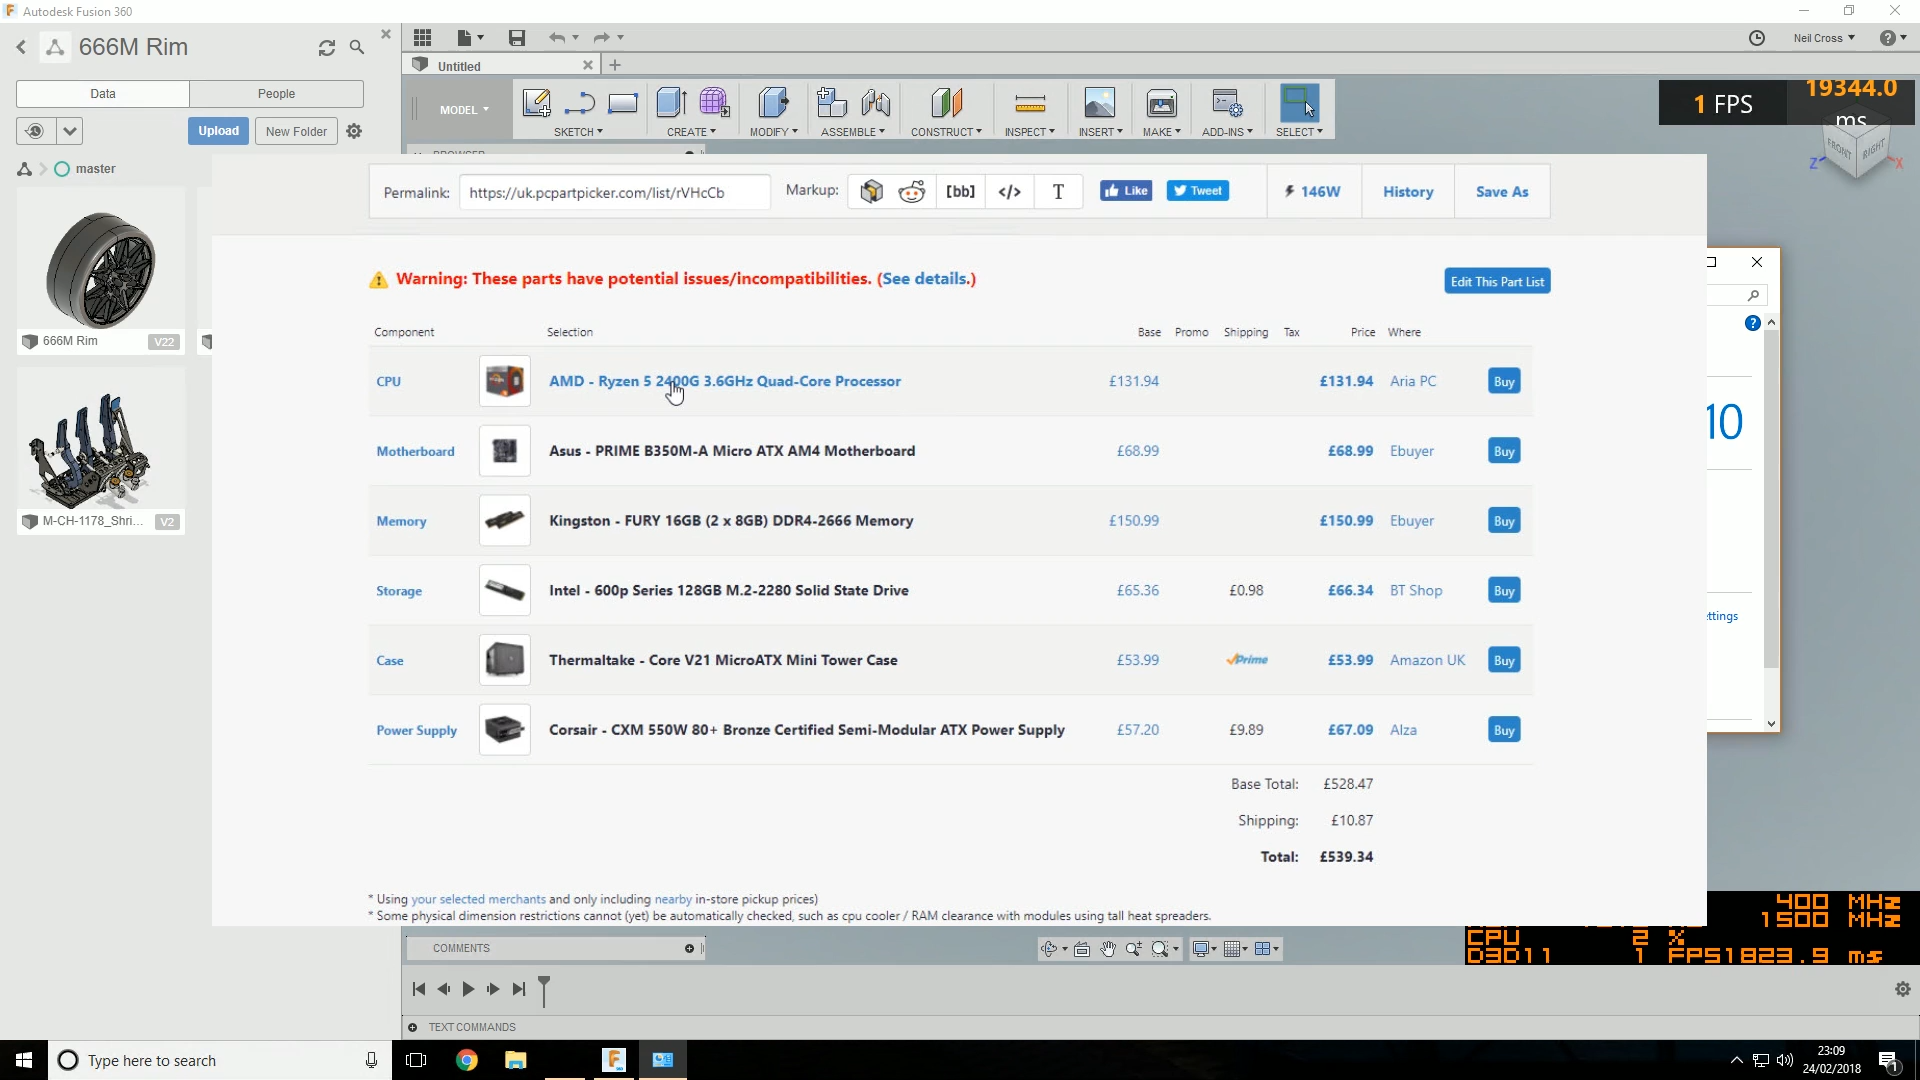 Autodesk Fusion 360
666M Rim
Neil Cross
Untitled
Data
People
MODEL
SKETCH
CREATE
MODIFY
ASSEMBLE
CONSTRUCT
INSPECT
INSERT
MAKE
ADD-INS
SELECT
1 FPS
19344.0
ms
Upload
New Folder
master
FRONT
RIGHT
Z
X
666M Rim
V22
M-CH-1178_Shri...
V2
Permalink:
https://uk.pcpartpicker.com/list/rVHcCb
Markup:
[bb]
</>
T
Like
Tweet
146W
History
Save As
Warning: These parts have potential issues/incompatibilities. (See details.)
Edit This Part List
Component Selection Base Promo Shipping Tax Price Where
CPU AMD - Ryzen 5 2400G 3.6GHz Quad-Core Processor £131.94 £131.94 Aria PC Buy
Motherboard Asus - PRIME B350M-A Micro ATX AM4 Motherboard £68.99 £68.99 Ebuyer Buy
Memory Kingston - FURY 16GB (2 x 8GB) DDR4-2666 Memory £150.99 £150.99 Ebuyer Buy
Storage Intel - 600p Series 128GB M.2-2280 Solid State Drive £65.36 £0.98 £66.34 BT Shop Buy
Case Thermaltake - Core V21 MicroATX Mini Tower Case £53.99 Prime £53.99 Amazon UK Buy
Power Supply Corsair - CXM 550W 80+ Bronze Certified Semi-Modular ATX Power Supply £57.20 £9.89 £67.09 Alza Buy
Base Total: £528.47
Shipping: £10.87
Total: £539.34
* Using your selected merchants and only including nearby in-store pickup prices)
* Some physical dimension restrictions cannot (yet) be automatically checked, such as cpu cooler / RAM clearance with modules using tall heat spreaders.
10
ttings
400 MHz
1500 MHz
CPU 2 %
D3D11 1 FPS1823.9 ms
COMMENTS
TEXT COMMANDS
Type here to search
23:09
24/02/2018
1